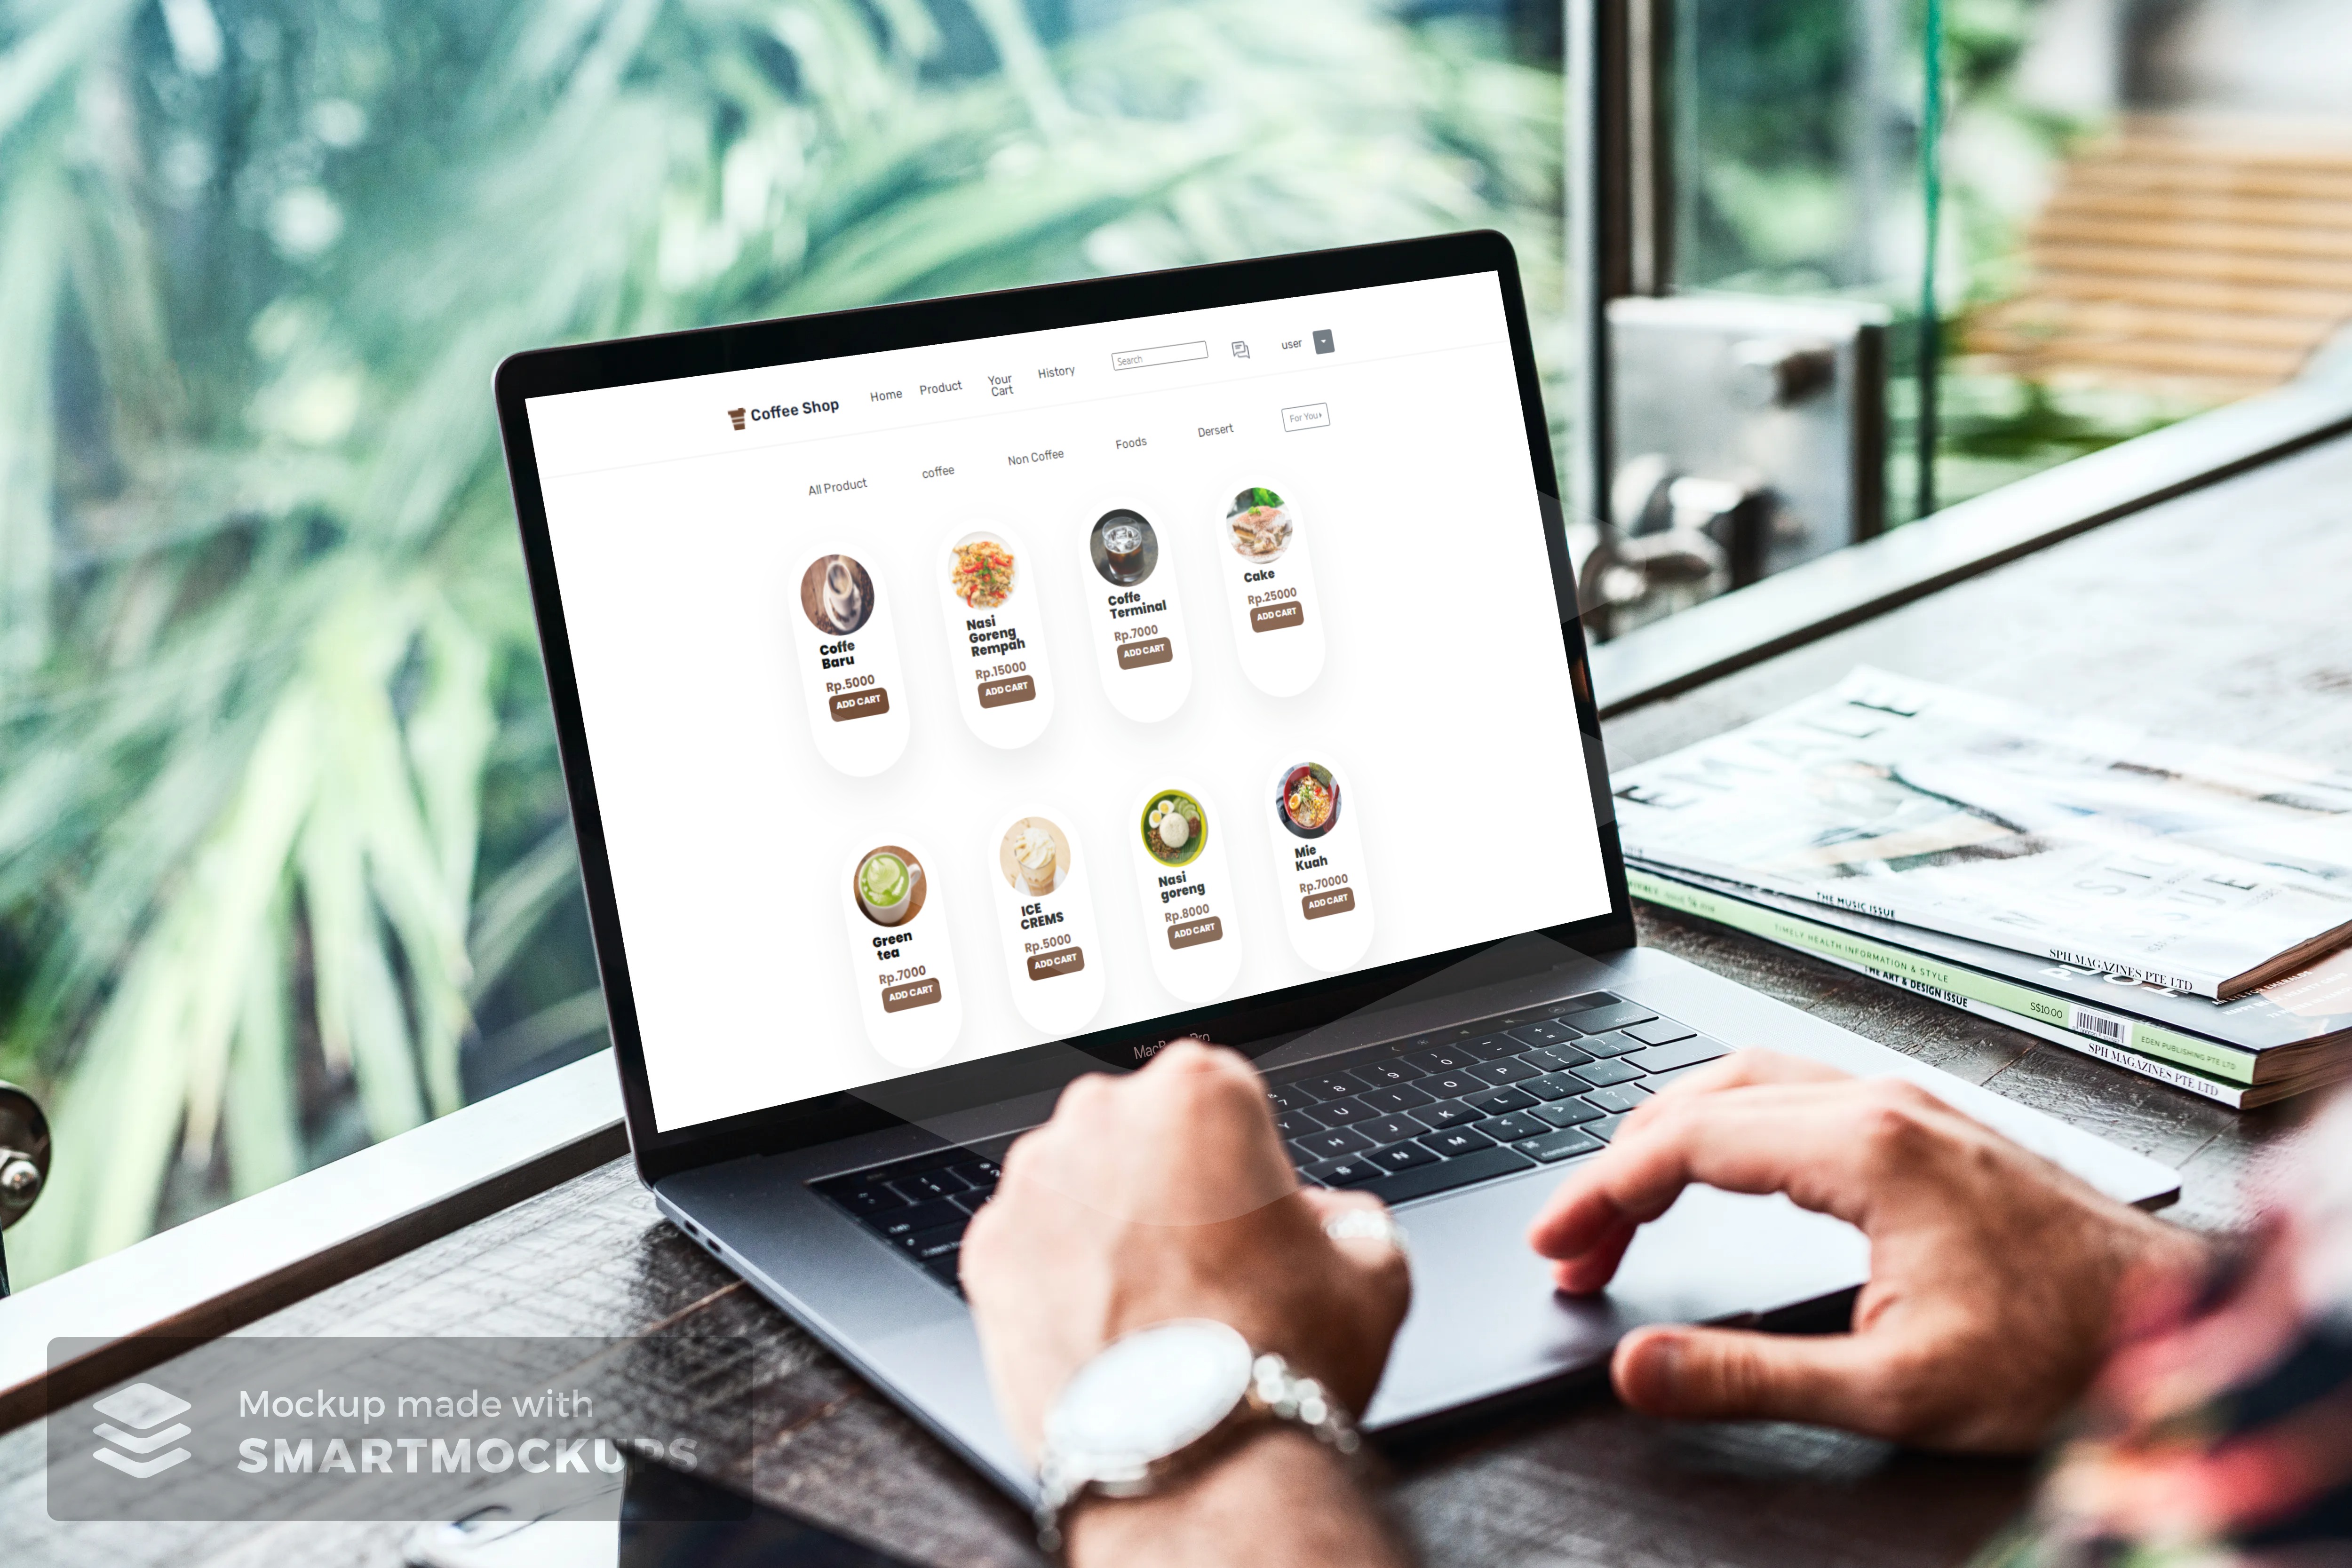 Coffee Shop
Home
Product
Your
Cart
History
Search
user
All Product
coffee
Non Coffee
Foods
Dersert
For You
Coffe
Baru
Rp.5000
ADD CART
Nasi
Goreng
Rempah
Rp.15000
ADD CART
Coffe
Terminal
Rp.7000
ADD CART
Cake
Rp.25000
ADD CART
Green
tea
Rp.7000
ADD CART
ICE
CREMS
Rp.5000
ADD CART
Nasi
goreng
Rp.8000
ADD CART
Mie
Kuah
Rp.70000
ADD CART
THE MUSIC ISSUE
SPH MAGAZINES PTE LTD
TIMELY HEALTH INFORMATION & STYLE
S$10.00
EDEN PUBLISHING PTE LTD
THE ART & DESIGN ISSUE
SPH MAGAZINES PTE LTD
U I O P
H J K L
B N M
Mockup made with
SMARTMOCKUPS